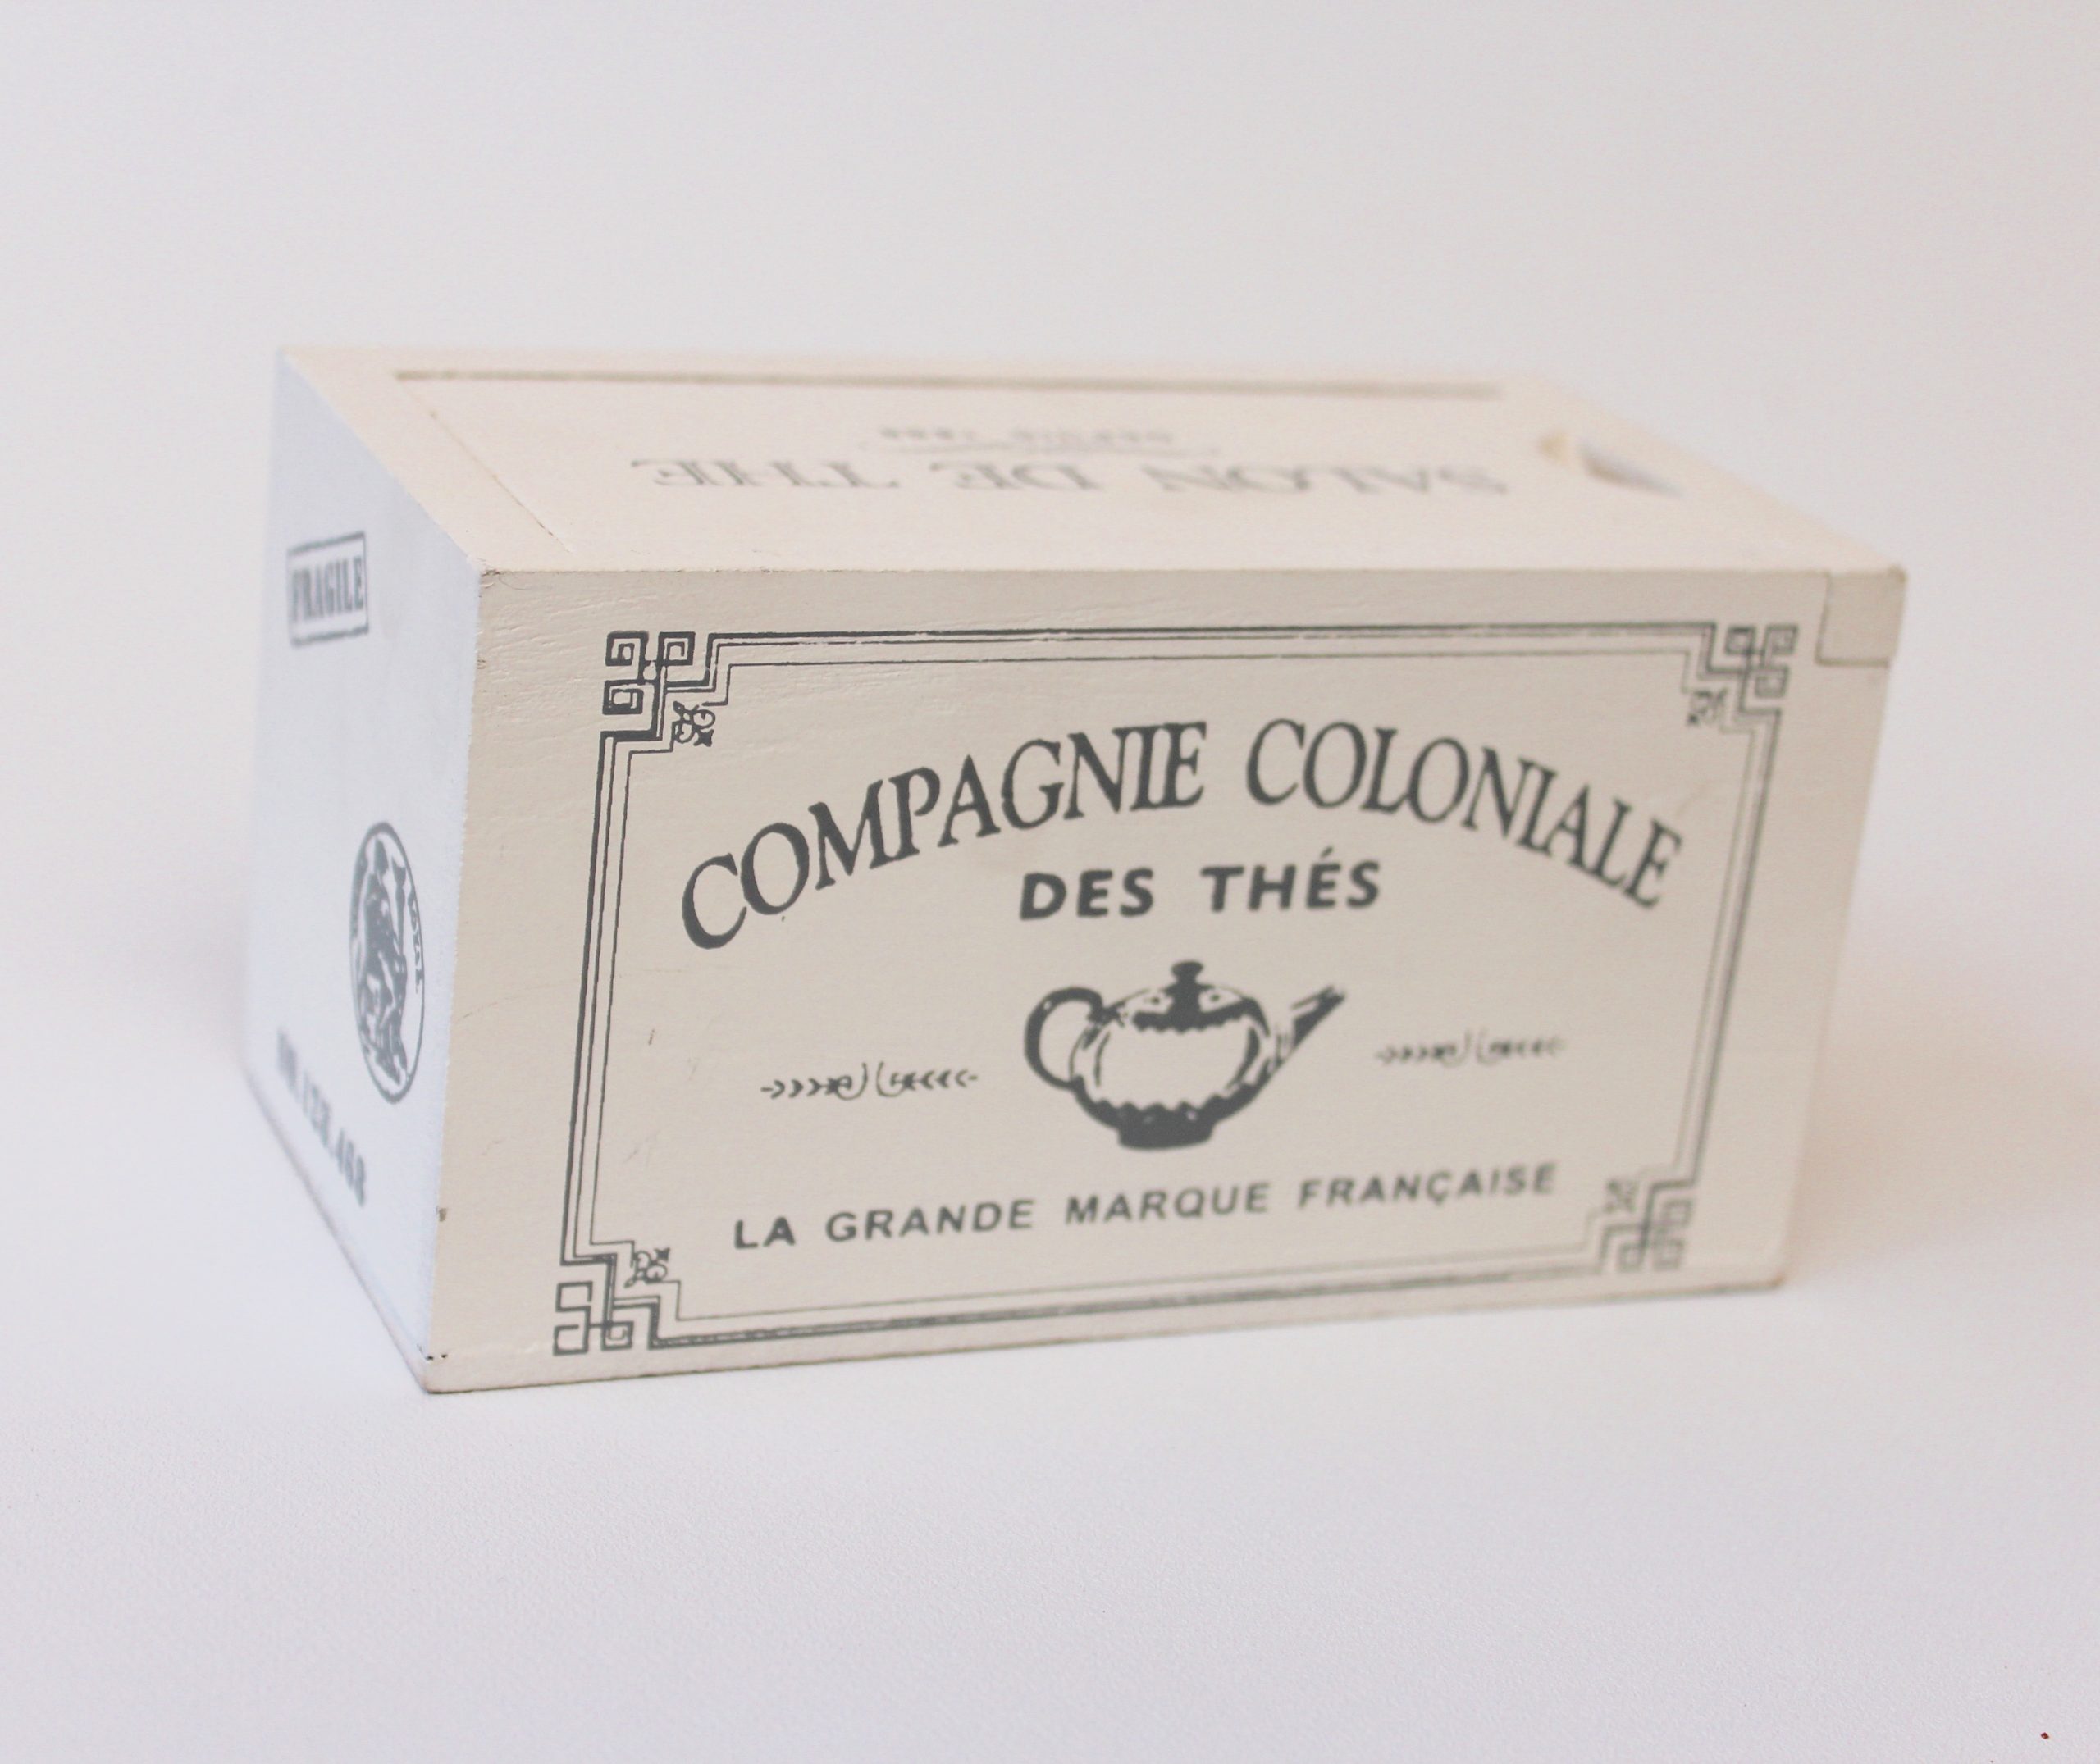 SALON DE THE
FRAGILE
COMPAGNIE COLONIALE
DES THÉS
LA GRANDE MARQUE FRANÇAISE